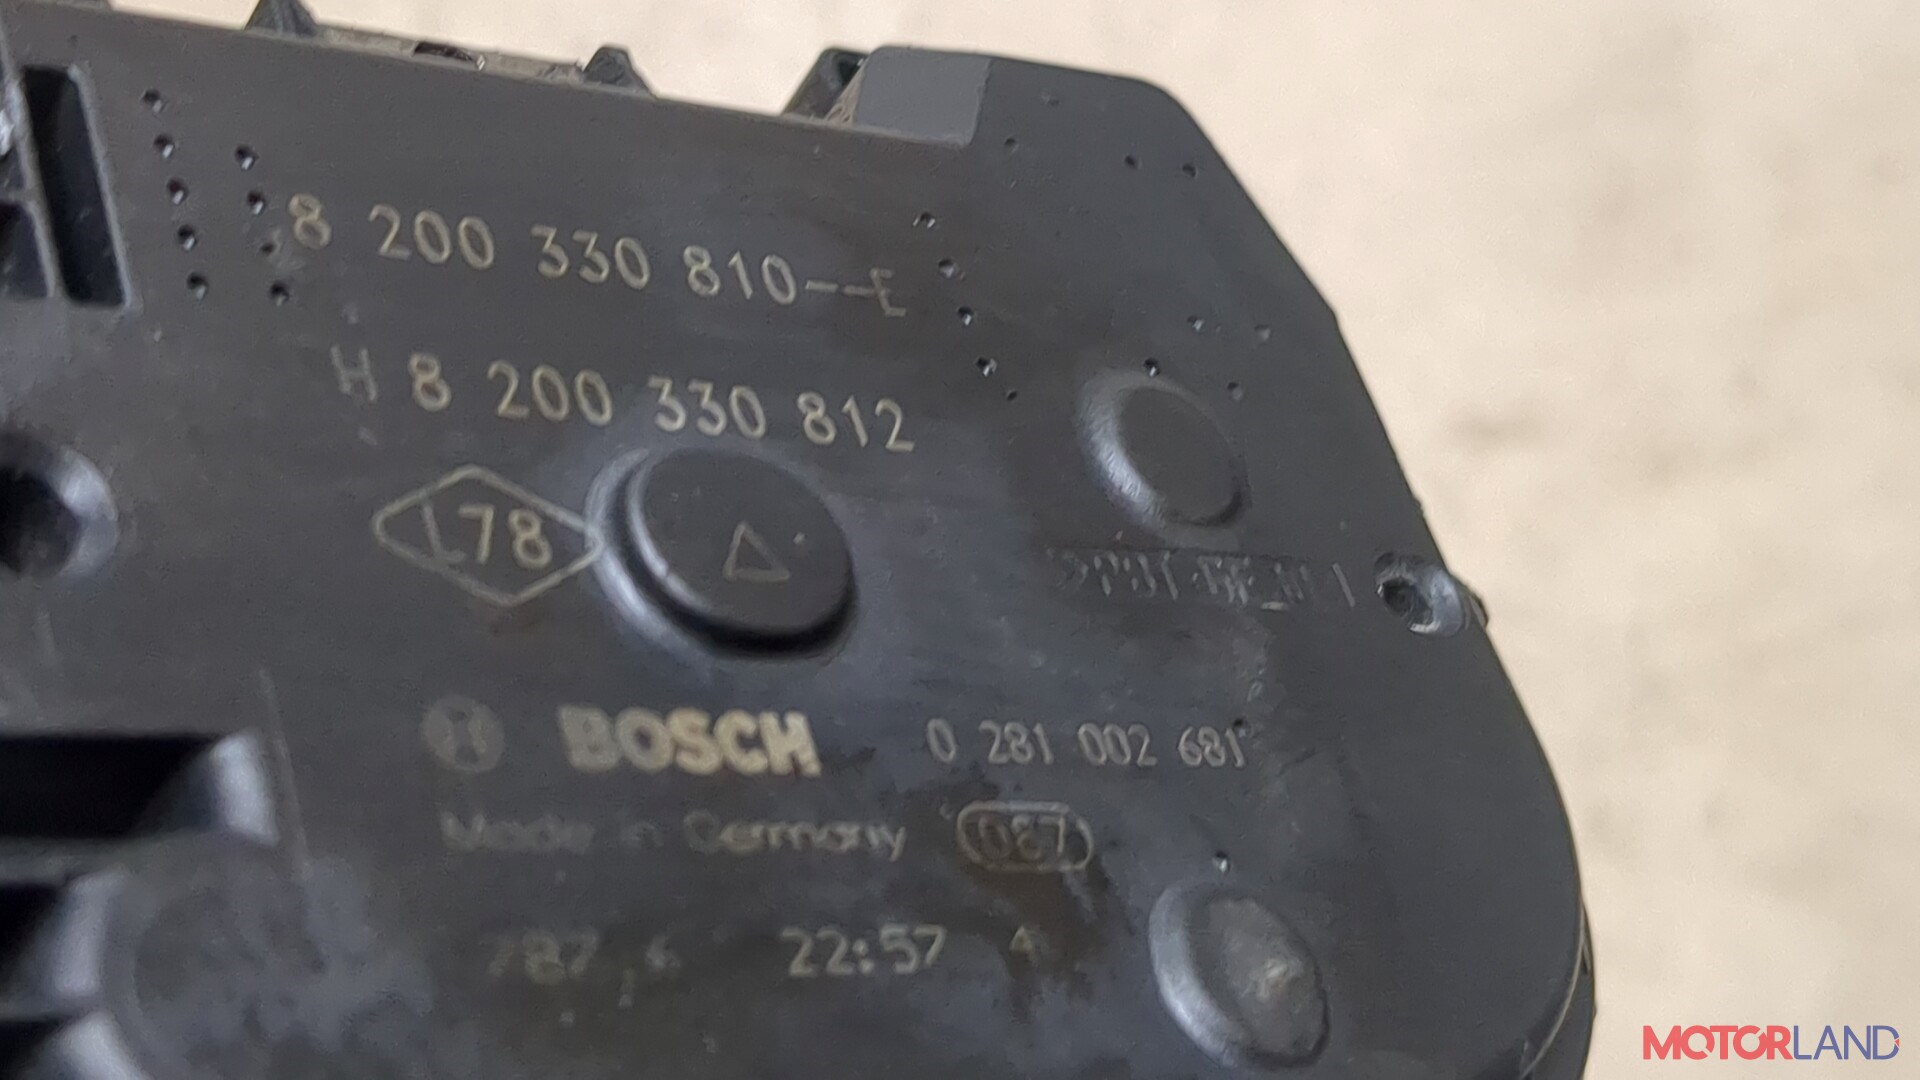 8 200 330 810--E
H 8 200 330 812
L78
BOSCH 0 281 002 681
Made in Germany 087
787 22:57
MOTORLAND